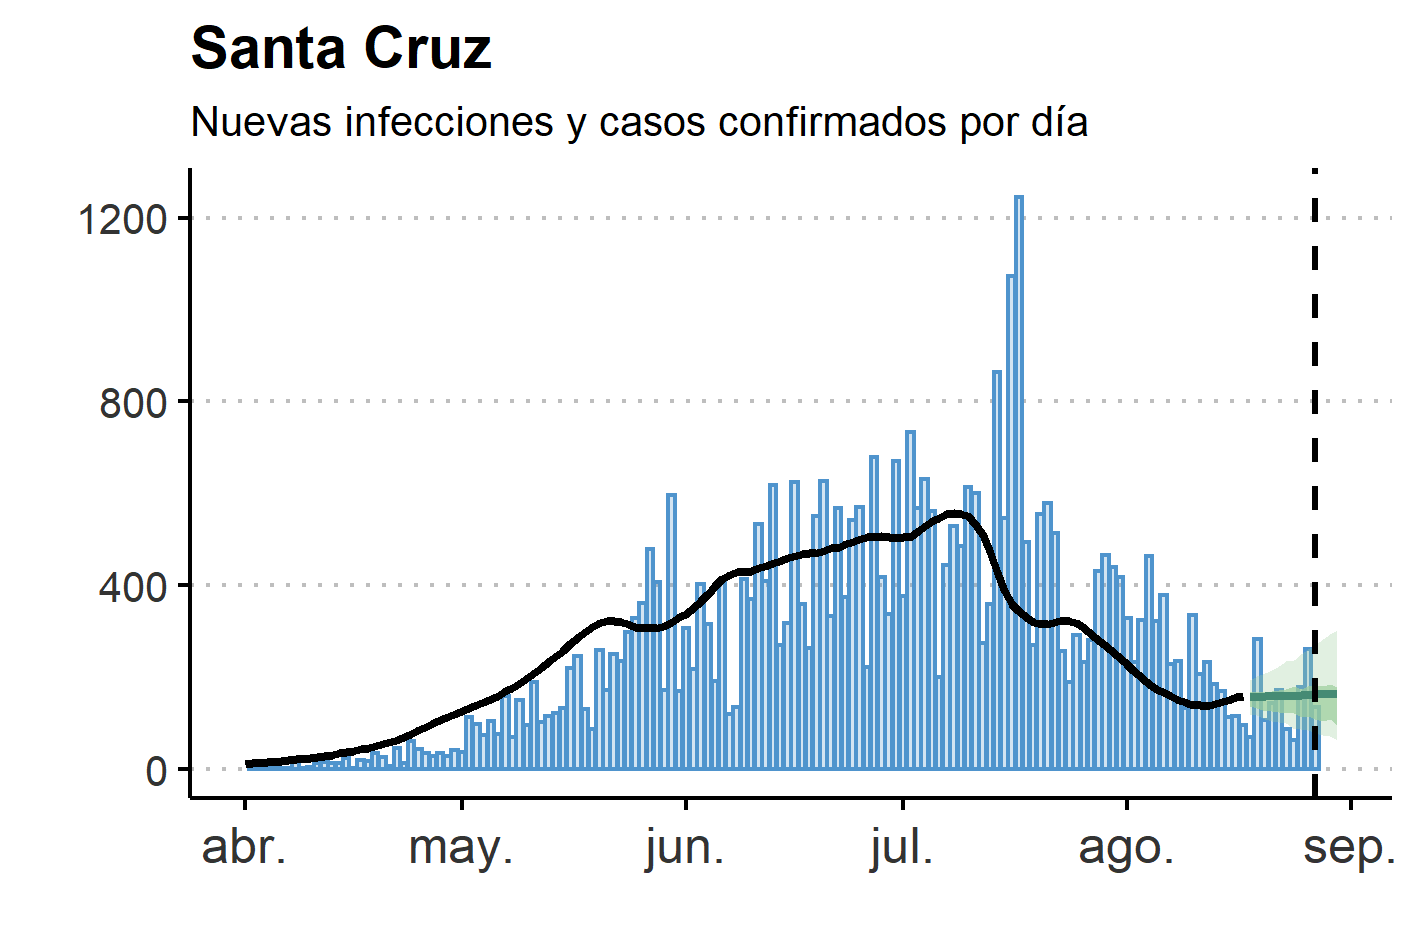 Santa Cruz
Nuevas infecciones y casos confirmados por día
1200
800
400
0
abr. may. jun. jul. ago. sep.